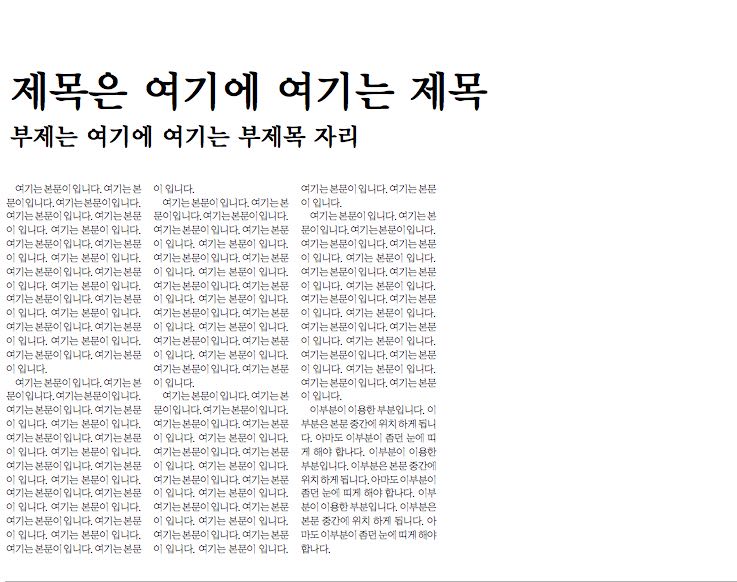 제목은 여기에 여기는 제목
부제는 여기에 여기는 부제목 자리
여기는 본문이 입니다. 여기는 본
문이 입니다. 여기는 본문이 입니다.
여기는 본문이 입니다. 여기는 본문
이 입니다. 여기는 본문이 입니다.
여기는 본문이 입니다. 여기는 본문
이 입니다. 여기는 본문이 입니다.
여기는 본문이 입니다. 여기는 본문
이 입니다. 여기는 본문이 입니다.
여기는 본문이 입니다. 여기는 본문
이 입니다. 여기는 본문이 입니다.
여기는 본문이 입니다. 여기는 본문
이 입니다. 여기는 본문이 입니다.
여기는 본문이 입니다. 여기는 본문
이 입니다.
여기는 본문이 입니다. 여기는 본
문이 입니다. 여기는 본문이 입니다.
여기는 본문이 입니다. 여기는 본문
이 입니다. 여기는 본문이 입니다.
여기는 본문이 입니다. 여기는 본문
이 입니다. 여기는 본문이 입니다.
여기는 본문이 입니다. 여기는 본문
이 입니다. 여기는 본문이 입니다.
여기는 본문이 입니다. 여기는 본문
이 입니다. 여기는 본문이 입니다.
여기는 본문이 입니다. 여기는 본문
이 입니다. 여기는 본문이 입니다.
여기는 본문이 입니다. 여기는 본문
이 입니다.
여기는 본문이 입니다. 여기는 본
문이 입니다. 여기는 본문이 입니다.
여기는 본문이 입니다. 여기는 본문
이 입니다. 여기는 본문이 입니다.
여기는 본문이 입니다. 여기는 본문
이 입니다. 여기는 본문이 입니다.
여기는 본문이 입니다. 여기는 본문
이 입니다. 여기는 본문이 입니다.
여기는 본문이 입니다. 여기는 본문
이 입니다. 여기는 본문이 입니다.
여기는 본문이 입니다. 여기는 본문
이 입니다. 여기는 본문이 입니다.
여기는 본문이 입니다. 여기는 본문
이 입니다.
여기는 본문이 입니다. 여기는 본
문이 입니다. 여기는 본문이 입니다.
여기는 본문이 입니다. 여기는 본문
이 입니다. 여기는 본문이 입니다.
여기는 본문이 입니다. 여기는 본문
이 입니다. 여기는 본문이 입니다.
여기는 본문이 입니다. 여기는 본문
이 입니다. 여기는 본문이 입니다.
여기는 본문이 입니다. 여기는 본문
이 입니다. 여기는 본문이 입니다.
여기는 본문이 입니다. 여기는 본문
이 입니다. 여기는 본문이 입니다.
여기는 본문이 입니다. 여기는 본문
이 입니다.
여기는 본문이 입니다. 여기는 본
문이 입니다. 여기는 본문이 입니다.
여기는 본문이 입니다. 여기는 본문
이 입니다. 여기는 본문이 입니다.
여기는 본문이 입니다. 여기는 본문
이 입니다. 여기는 본문이 입니다.
여기는 본문이 입니다. 여기는 본문
이 입니다. 여기는 본문이 입니다.
여기는 본문이 입니다. 여기는 본문
이 입니다. 여기는 본문이 입니다.
여기는 본문이 입니다. 여기는 본문
이 입니다. 여기는 본문이 입니다.
여기는 본문이 입니다. 여기는 본문
이 입니다.
이부분이 이용한 부분입니다. 이
부분은 본문 중간에 위치 하게 됩니
다. 아마도 이부분이 좀던 눈에 띠
게 해야 합나다. 이부분이 이용한
부분입니다. 이부분은 본문 중간에
위치 하게 됩니다. 아마도 이부분이
좀던 눈에 띠게 해야 합나다. 이부
분이 이용한 부분입니다. 이부분은
본문 중간에 위치 하게 됩니다. 아
마도 이부분이 좀던 눈에 띠게 해야
합나다.